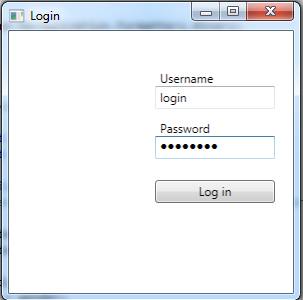 Login
Username
login
Password
••••••••
Log in